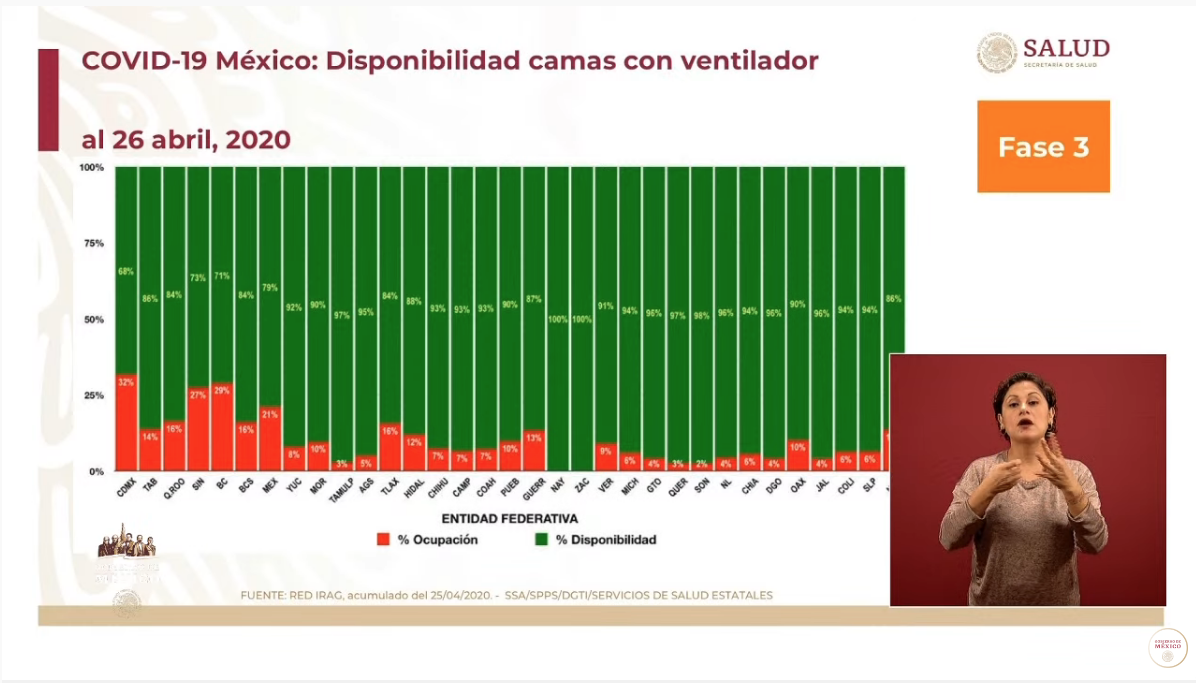 COVID-19 México: Disponibilidad camas con ventilador
al 26 abril, 2020
SALUD
SECRETARÍA DE SALUD
Fase 3
100%
75%
50%
25%
0%
68% 86% 84% 73% 71% 84% 79% 92% 90% 97% 95% 84% 88% 93% 93% 93% 90% 87% 100% 100% 91% 94% 96% 97% 98% 96% 94% 96% 90% 96% 94% 94% 86%
32% 14% 16% 27% 29% 16% 21% 8% 10% 3% 5% 16% 12% 7% 7% 7% 10% 13% 9% 6% 4% 3% 2% 4% 6% 4% 10% 4% 6% 6%
CDMX TAB Q.ROO SIN BC BCS MEX YUC MOR TAMULP AGS TLAX HIDAL CHIHU CAMP COAH PUEB GUERR NAY ZAC VER MICH GTO QUER SON NL CHIA DGO OAX JAL COLI SLP
ENTIDAD FEDERATIVA
% Ocupación % Disponibilidad
FUENTE: RED IRAG, acumulado del 25/04/2020. - SSA/SPPS/DGTI/SERVICIOS DE SALUD ESTATALES
GOBIERNO DE
MÉXICO